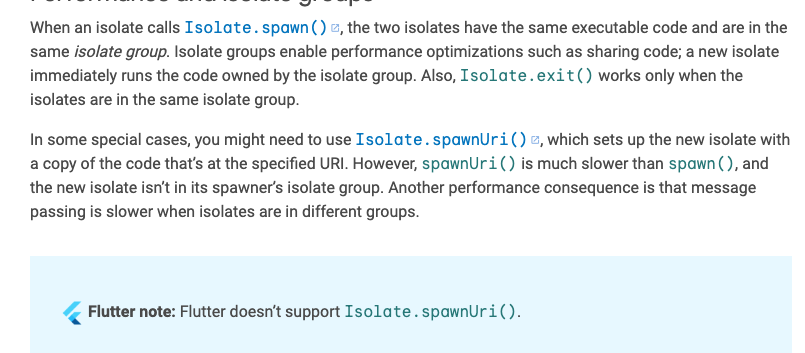 Performance and isolate groups
When an isolate calls Isolate.spawn(), the two isolates have the same executable code and are in the
same isolate group. Isolate groups enable performance optimizations such as sharing code; a new isolate
immediately runs the code owned by the isolate group. Also, Isolate.exit() works only when the
isolates are in the same isolate group.
In some special cases, you might need to use Isolate.spawnUri(), which sets up the new isolate with
a copy of the code that’s at the specified URI. However, spawnUri() is much slower than spawn(), and
the new isolate isn’t in its spawner’s isolate group. Another performance consequence is that message
passing is slower when isolates are in different groups.
Flutter note: Flutter doesn’t support Isolate.spawnUri().